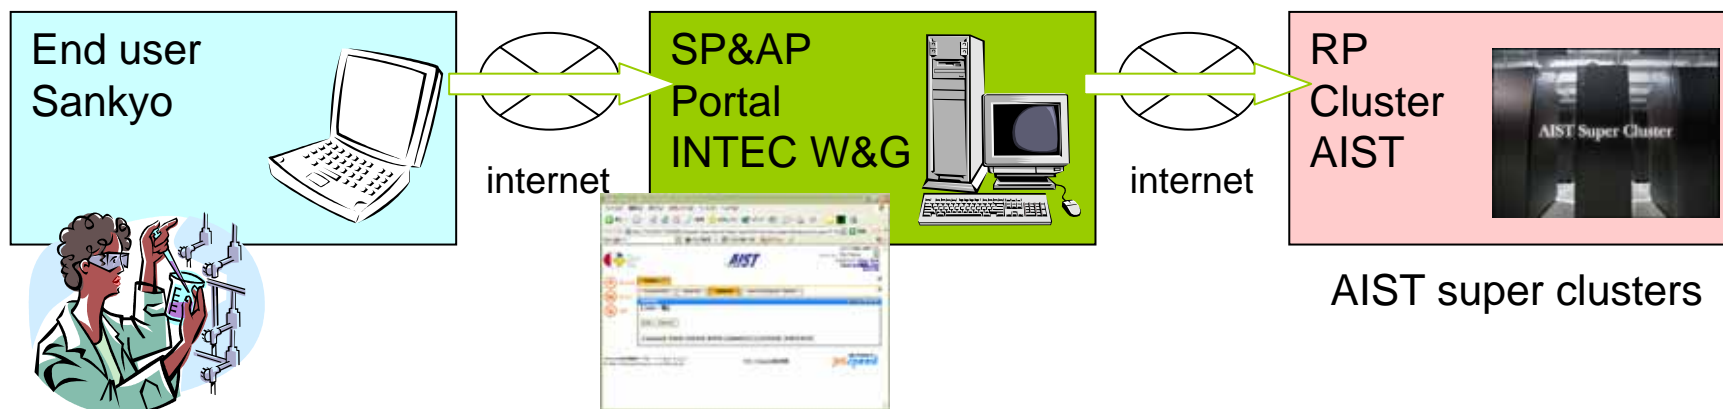 End user
Sankyo
internet
SP&AP
Portal
INTEC W&G
AIST
internet
RP
Cluster
AIST
AIST Super Cluster
AIST super clusters